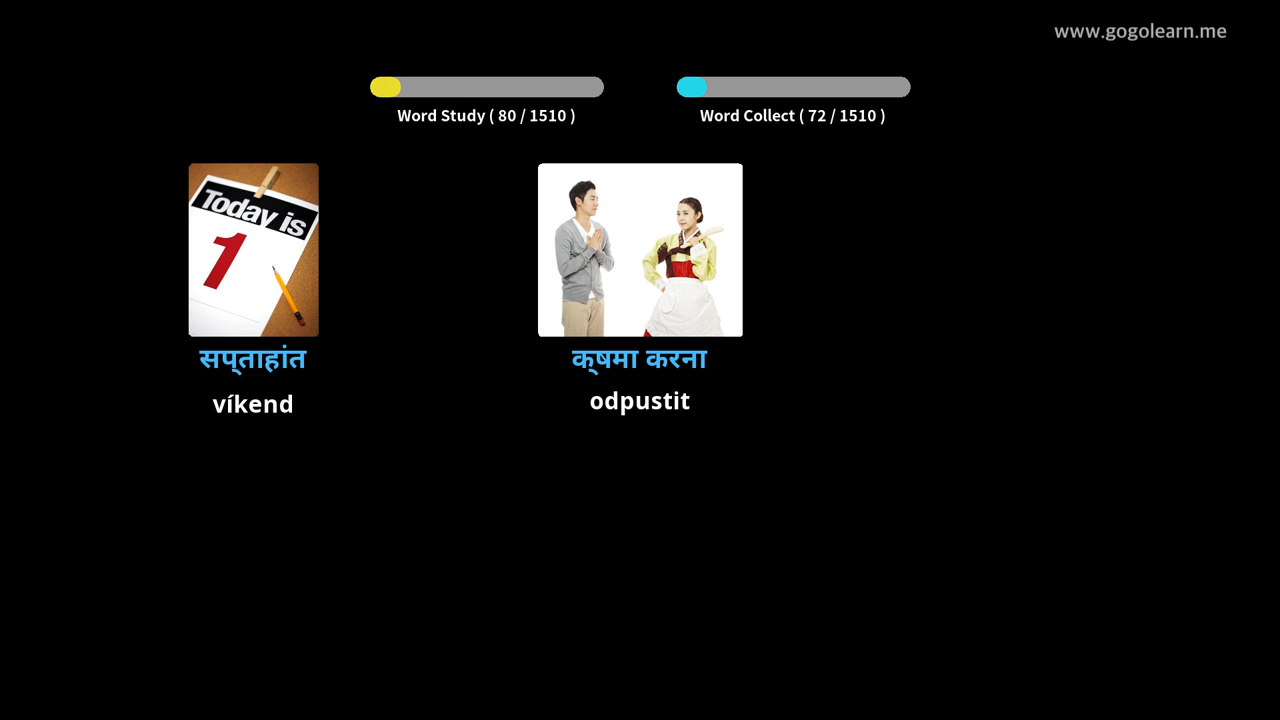 www.gogolearn.me
Word Study ( 80 / 1510 )
Word Collect ( 72 / 1510 )
Today is
1
सप्ताहांत
víkend
क्षमा करना
odpustit